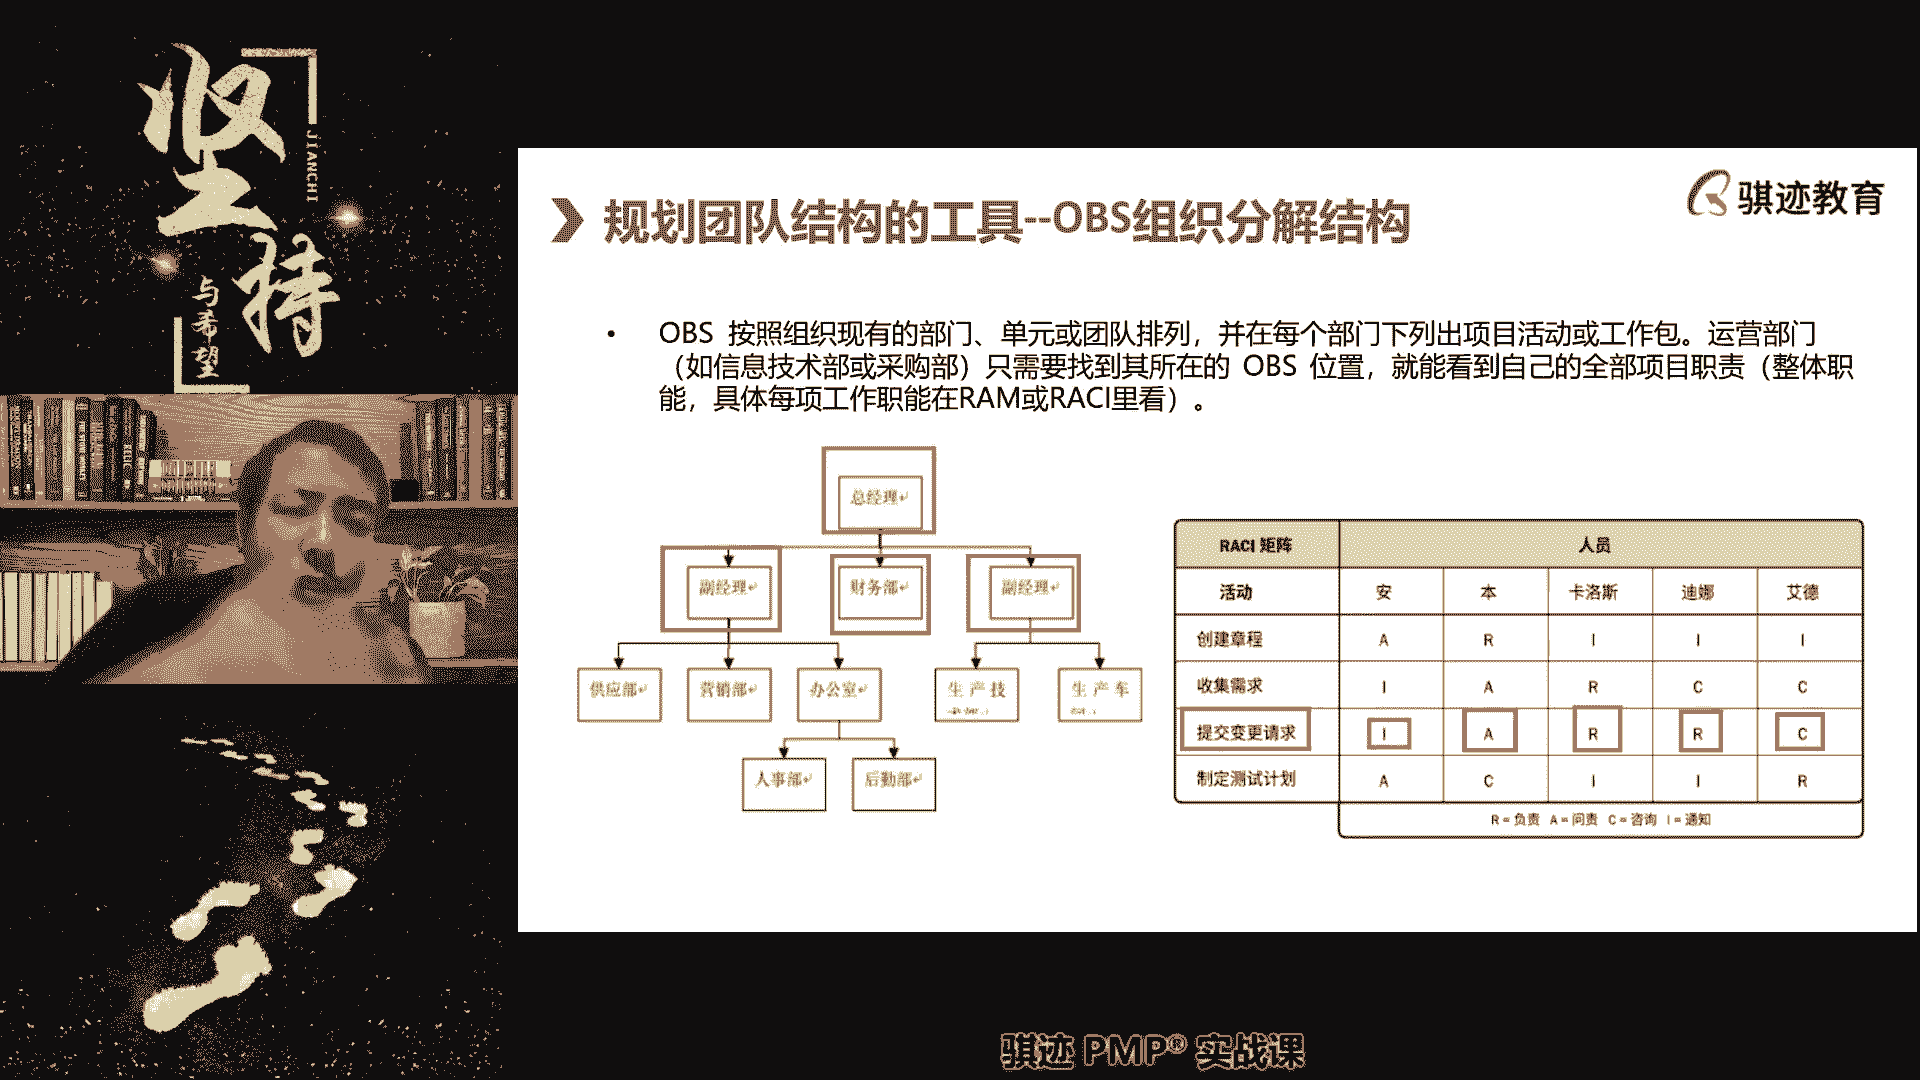 坚持
JIANCHI
与希望
骐迹教育
规划团队结构的工具--OBS组织分解结构
• OBS 按照组织现有的部门、单元或团队排列，并在每个部门下列出项目活动或工作包。运营部门
（如信息技术部或采购部）只需要找到其所在的 OBS 位置，就能看到自己的全部项目职责（整体职
能，具体每项工作职能在RAM或RACI里看）。
总经理
副经理 财务部 副经理
供应部 营销部 办公室 生产技 生产车
人事部 后勤部
RACI 矩阵 人员
活动 安 本 卡洛斯 迪娜 艾德
创建章程 A R I I I
收集需求 I A R C C
提交变更请求 I A R R C
制定测试计划 A C I I R
R = 负责 A = 问责 C = 咨询 I = 通知
骐迹 PMP® 实战课